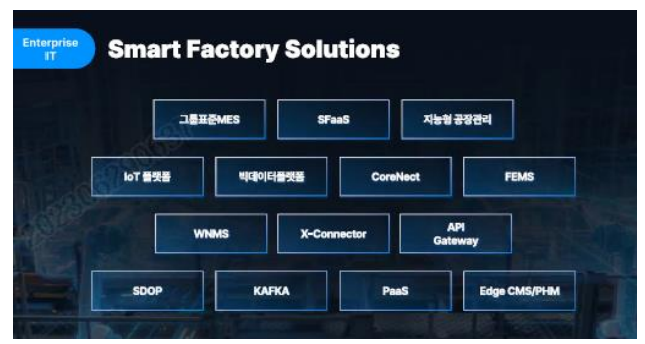 Enterprise
IT
Smart Factory Solutions
그룹표준MES
SFaaS
지능형 공장관리
IoT 플랫폼
빅데이터플랫폼
CoreNect
FEMS
WNMS
X-Connector
API
Gateway
SDOP
KAFKA
PaaS
Edge CMS/PHM